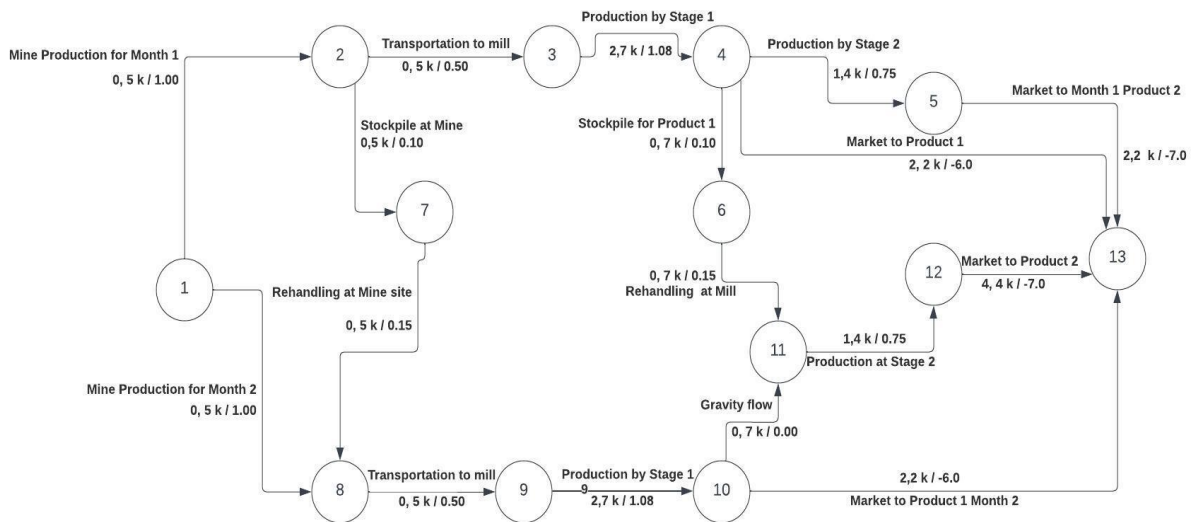 Production by Stage 1
Mine Production for Month 1
2
Transportation to mill
3
2,7 k / 1.08
4
Production by Stage 2
0, 5 k / 1.00
0, 5 k / 0.50
1,4 k / 0.75
5
Market to Month 1 Product 2
Stockpile at Mine
0,5 k / 0.10
Stockpile for Product 1
0, 7 k / 0.10
Market to Product 1
2, 2 k / -6.0
2,2 k / -7.0
7
6
1
Rehandling at Mine site
0, 5 k / 0.15
0, 7 k / 0.15
Rehandling at Mill
12
Market to Product 2
4, 4 k / -7.0
13
11
1,4 k / 0.75
Production at Stage 2
Mine Production for Month 2
0, 5 k / 1.00
Gravity flow
0, 7 k / 0.00
8
Transportation to mill
0, 5 k / 0.50
9
Production by Stage 1
9
2,7 k / 1.08
10
2,2 k / -6.0
Market to Product 1 Month 2